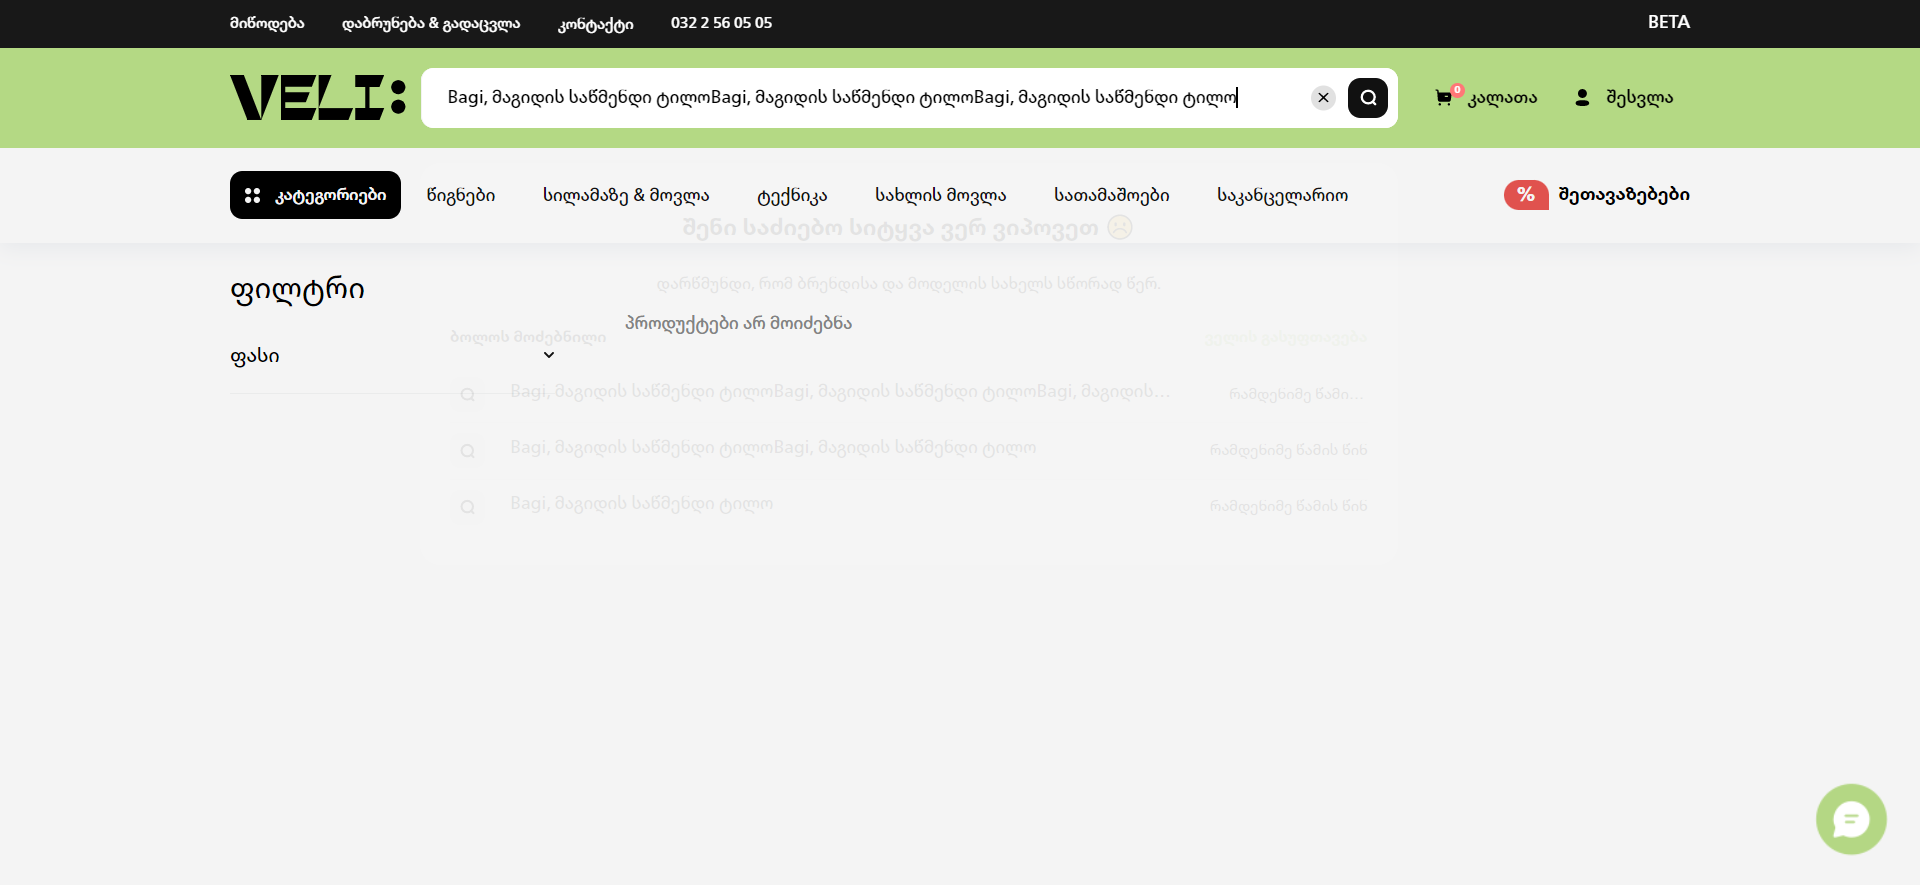 მიწოდება დაბრუნება & გადაცვლა კონტაქტი 032 2 56 05 05 BETA
VELI:
Bagi, მაგიდის საწმენდი ტილოBagi, მაგიდის საწმენდი ტილოBagi, მაგიდის საწმენდი ტილო
0 კალათა შესვლა
კატეგორიები წიგნები სილამაზე & მოვლა ტექნიკა სახლის მოვლა სათამაშოები საკანცელარიო % შეთავაზებები
შენი საძიებო სიტყვა ვერ ვიპოვეთ
ფილტრი
დარწმუნდი, რომ ბრენდისა და მოდელის სახელს სწორად წერ.
პროდუქტები არ მოიძებნა
ბოლოს მოძებნილი ველის გასუფთავება
ფასი
Bagi, მაგიდის საწმენდი ტილოBagi, მაგიდის საწმენდი ტილოBagi, მაგიდის... რამდენიმე წამი...
Bagi, მაგიდის საწმენდი ტილოBagi, მაგიდის საწმენდი ტილო რამდენიმე წამის წინ
Bagi, მაგიდის საწმენდი ტილო რამდენიმე წამის წინ